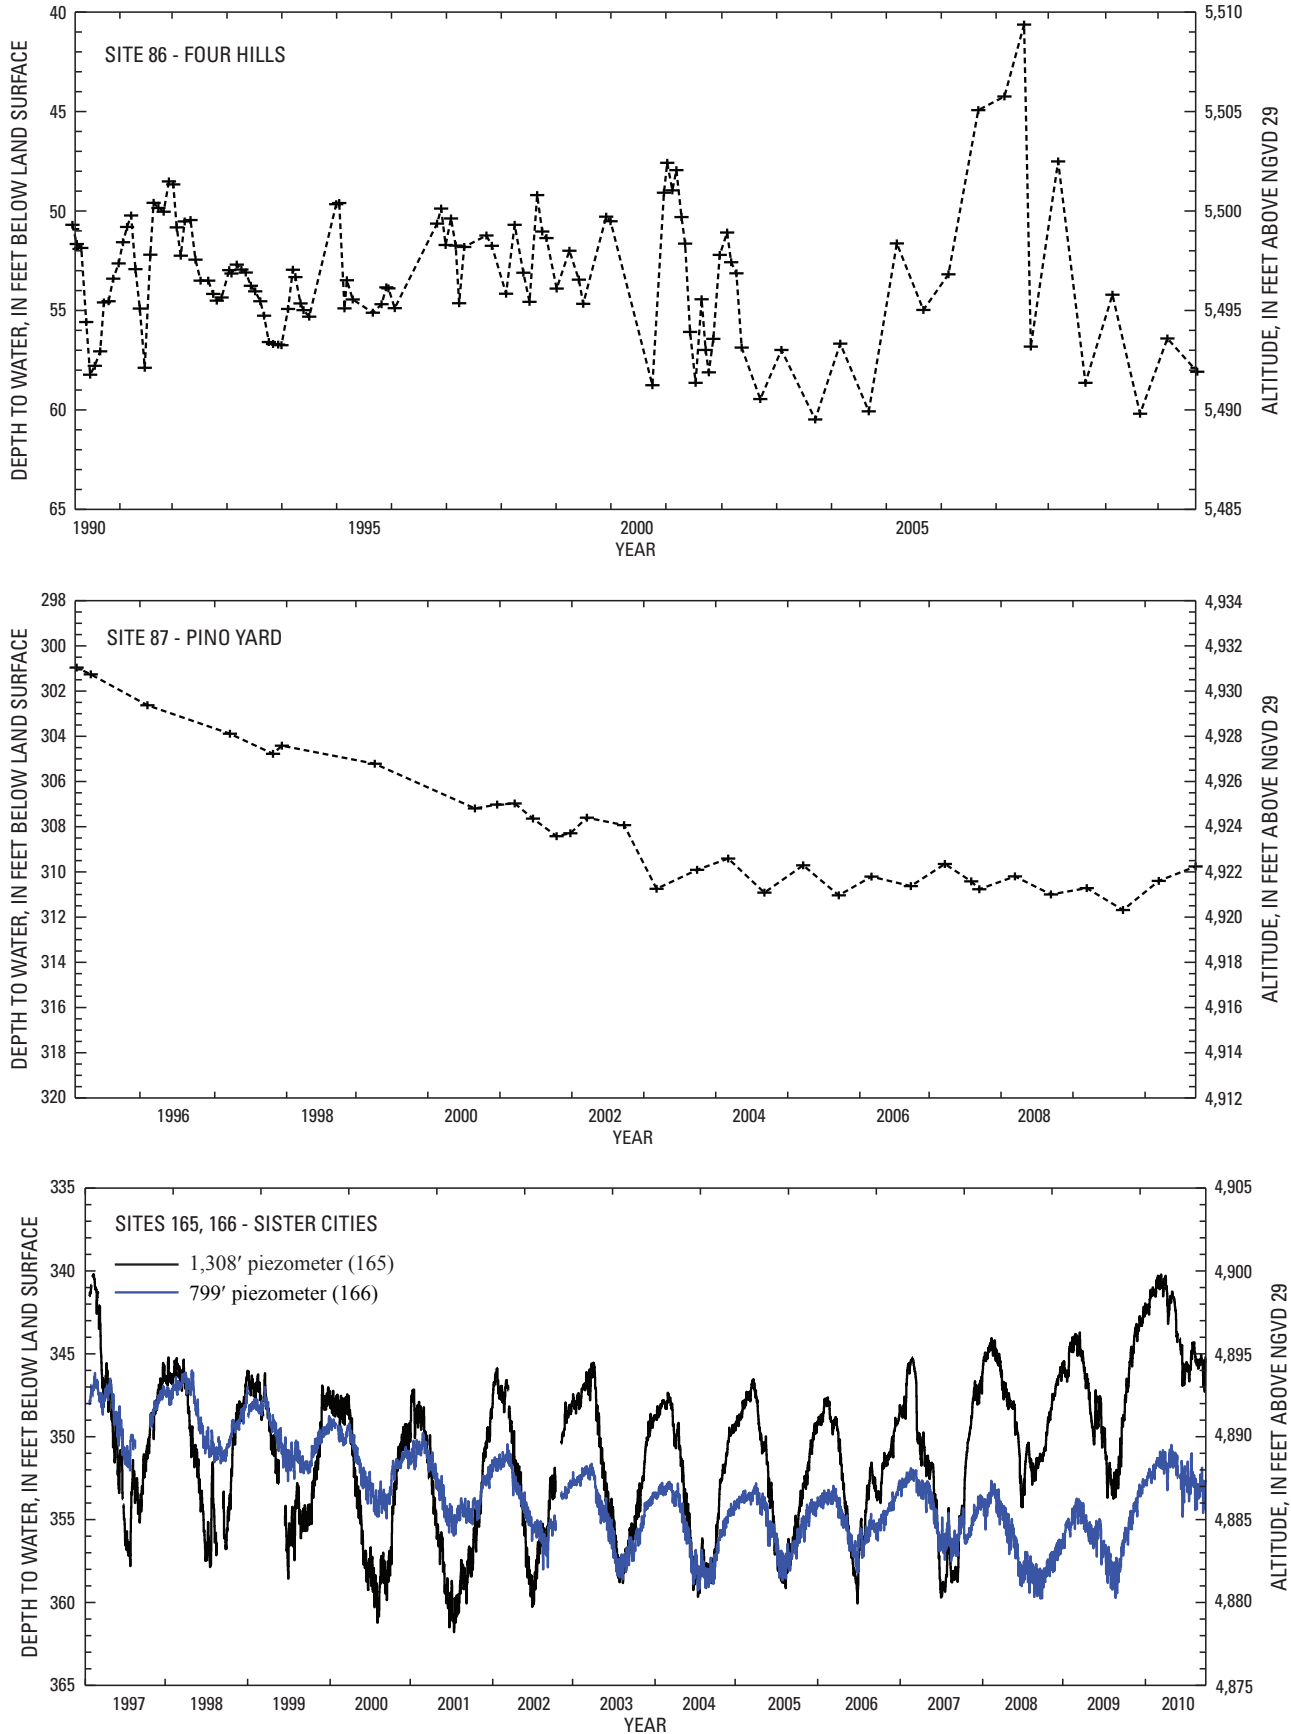 SITE 86 - FOUR HILLS
DEPTH TO WATER, IN FEET BELOW LAND SURFACE
40
45
50
55
60
65
5,510
5,505
5,500
5,495
5,490
5,485
ALTITUDE, IN FEET ABOVE NGVD 29
1990 1995 2000 2005
YEAR
SITE 87 - PINO YARD
DEPTH TO WATER, IN FEET BELOW LAND SURFACE
298
300
302
304
306
308
310
312
314
316
318
320
4,934
4,932
4,930
4,928
4,926
4,924
4,922
4,920
4,918
4,916
4,914
4,912
ALTITUDE, IN FEET ABOVE NGVD 29
1996 1998 2000 2002 2004 2006 2008
YEAR
SITES 165, 166 - SISTER CITIES
1,308′ piezometer (165)
799′ piezometer (166)
DEPTH TO WATER, IN FEET BELOW LAND SURFACE
335
340
345
350
355
360
365
4,905
4,900
4,895
4,890
4,885
4,880
4,875
ALTITUDE, IN FEET ABOVE NGVD 29
1997 1998 1999 2000 2001 2002 2003 2004 2005 2006 2007 2008 2009 2010
YEAR